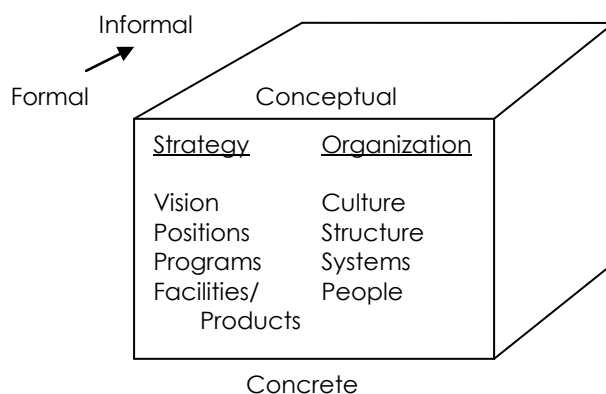 Informal
Formal
Conceptual
Strategy Organization
Vision Culture
Positions Structure
Programs Systems
Facilities/ People
Products
Concrete